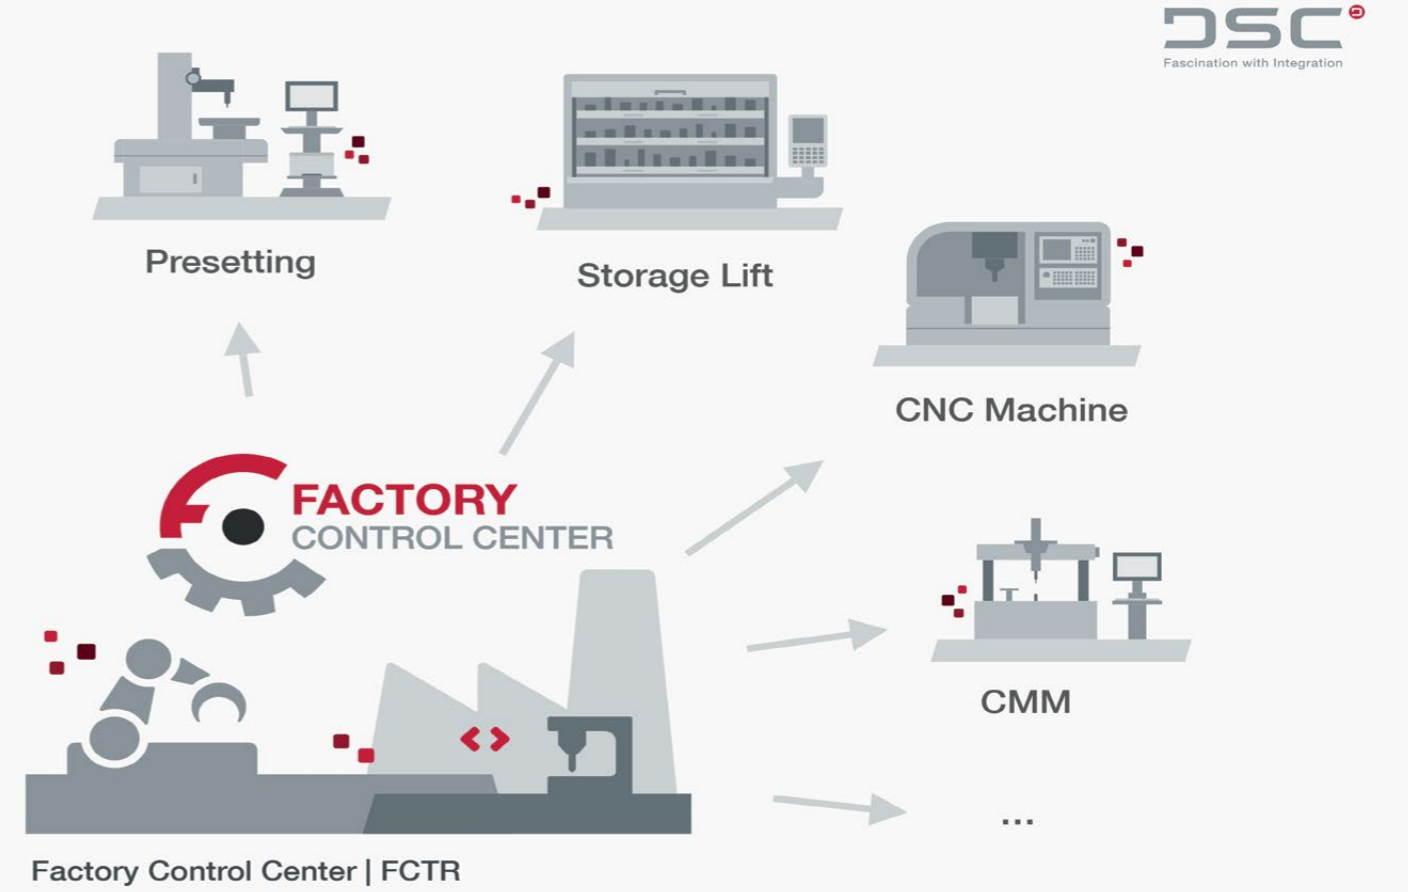 DSC
Fascination with Integration
Presetting
Storage Lift
CNC Machine
FACTORY
CONTROL CENTER
CMM
...
Factory Control Center | FCTR